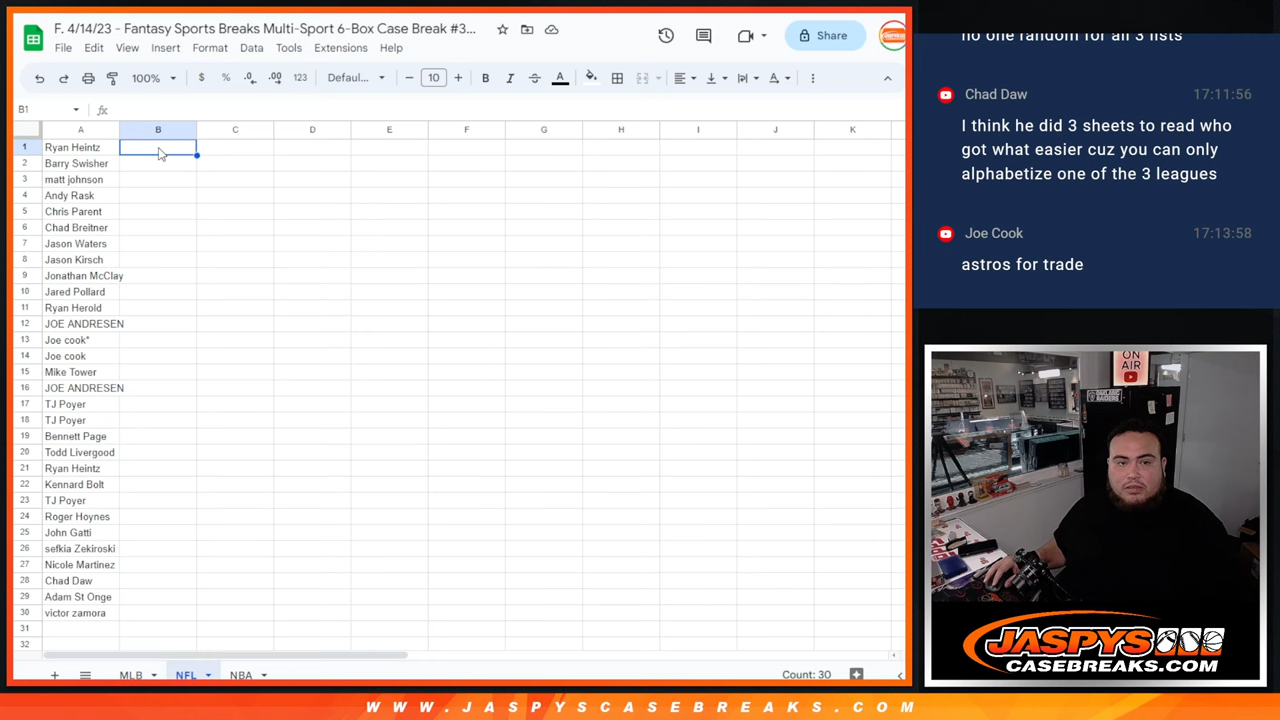 F. 4/14/23 - Fantasy Sports Breaks Multi-Sport 6-Box Case Break #3...
File Edit View Insert Format Data Tools Extensions Help
Share
100% $ % .0 .00 123 Defaul... − 10 + B I S A
B1 fx
A B C D E F G H I J K
1 Ryan Heintz
2 Barry Swisher
3 matt johnson
4 Andy Rask
5 Chris Parent
6 Chad Breitner
7 Jason Waters
8 Jason Kirsch
9 Jonathan McClay
10 Jared Pollard
11 Ryan Herold
12 JOE ANDRESEN
13 Joe cook*
14 Joe cook
15 Mike Tower
16 JOE ANDRESEN
17 TJ Poyer
18 TJ Poyer
19 Bennett Page
20 Todd Livergood
21 Ryan Heintz
22 Kennard Bolt
23 TJ Poyer
24 Roger Hoynes
25 John Gatti
26 sefkia Zekiroski
27 Nicole Martinez
28 Chad Daw
29 Adam St Onge
30 victor zamora
31
32
MLB NFL NBA Count: 30
no one random for all 3 lists
Chad Daw 17:11:56
I think he did 3 sheets to read who
got what easier cuz you can only
alphabetize one of the 3 leagues
Joe Cook 17:13:58
astros for trade
ON
AIR
OAKLAND
RAIDERS
JASPYS
CASEBREAKS.COM
WWW.JASPYSCASEBREAKS.COM